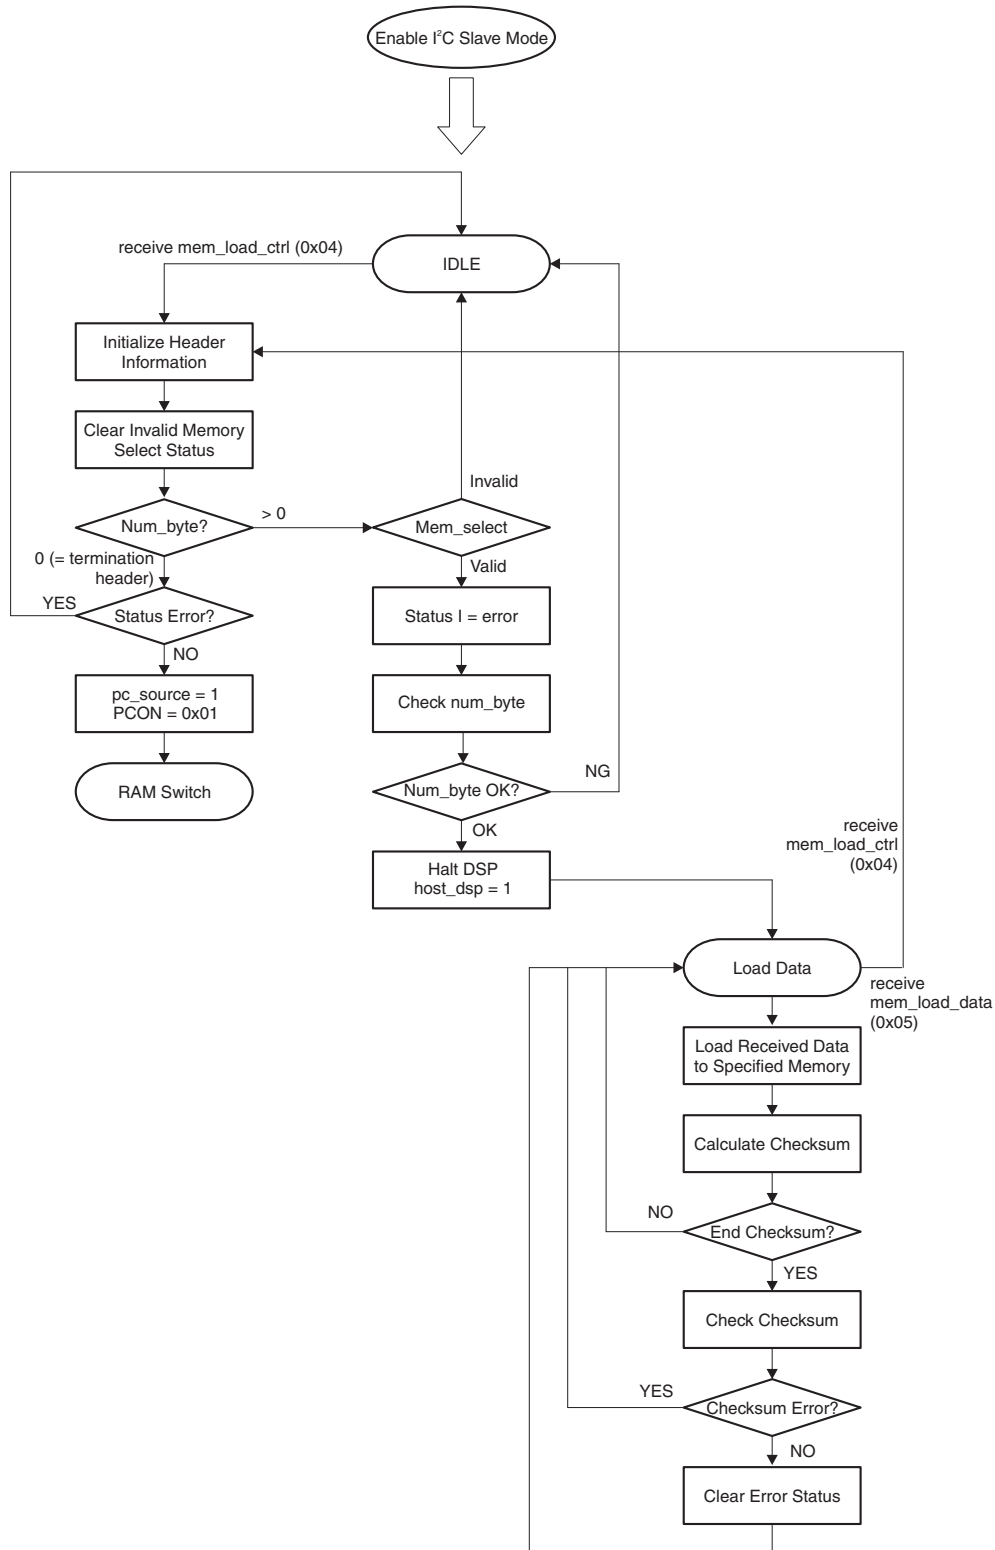 Enable I²C Slave Mode
receive mem_load_ctrl (0x04)
IDLE
Initialize Header
Information
Clear Invalid Memory
Select Status
Invalid
Num_byte?
> 0
Mem_select
0 (= termination
header)
Valid
YES
Status Error?
Status I = error
NO
pc_source = 1
PCON = 0x01
Check num_byte
RAM Switch
Num_byte OK?
NG
OK
Halt DSP
host_dsp = 1
receive
mem_load_ctrl
(0x04)
Load Data
receive
mem_load_data
(0x05)
Load Received Data
to Specified Memory
Calculate Checksum
NO
End Checksum?
YES
Check Checksum
YES
Checksum Error?
NO
Clear Error Status